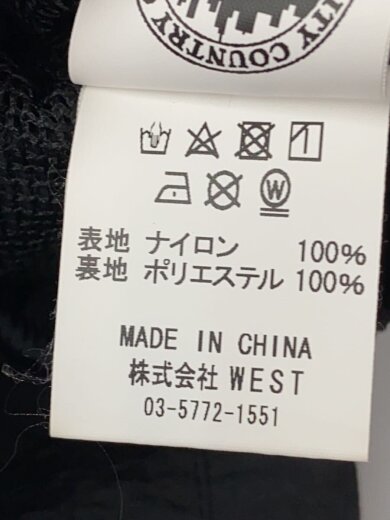 CITY COUNTRY C
W
表地 ナイロン 100%
裏地 ポリエステル 100%
MADE IN CHINA
株式会社 WEST
03-5772-1551